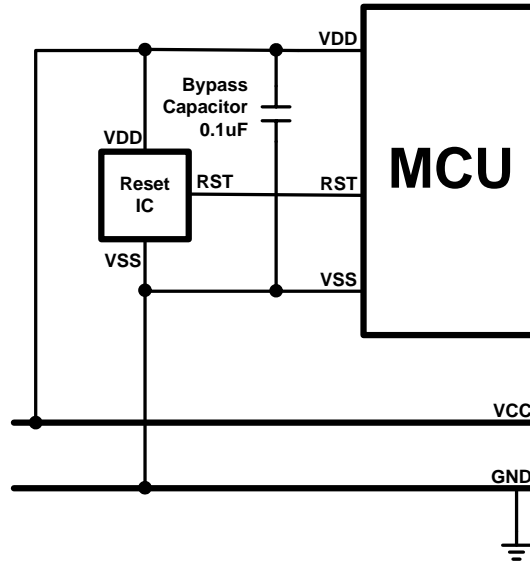 VDD
Bypass
Capacitor
0.1uF
VDD
MCU
Reset
IC
RST
RST
VSS
VSS
VCC
GND